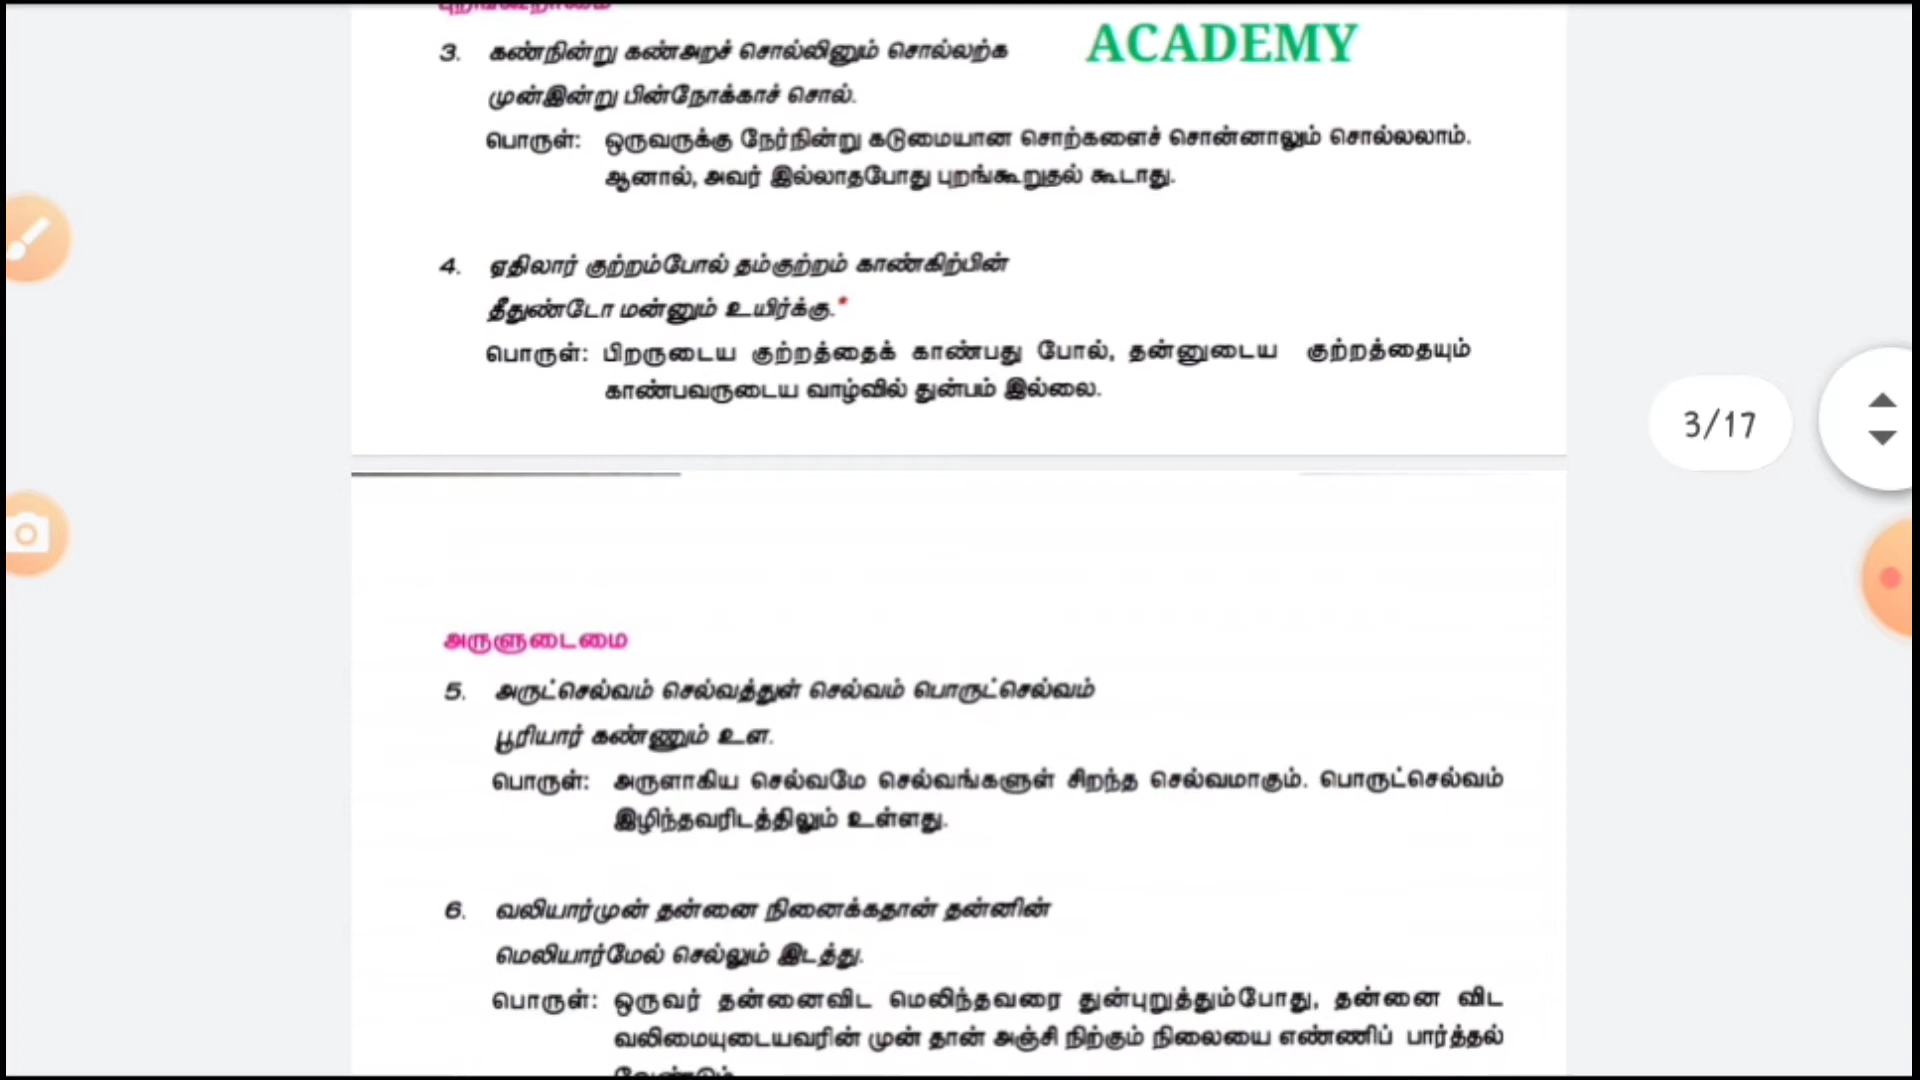 புறங்கூறாமை
ACADEMY
3. கண்நின்று கண்அறச் சொல்லினும் சொல்லற்க
முன்இன்று பின்நோக்காச் சொல்.
பொருள்: ஒருவருக்கு நேர்நின்று கடுமையான சொற்களைச் சொன்னாலும் சொல்லலாம்.
ஆனால், அவர் இல்லாதபோது புறங்கூறுதல் கூடாது.
4. ஏதிலார் குற்றம்போல் தம்குற்றம் காண்கிற்பின்
தீதுண்டோ மன்னும் உயிர்க்கு.*
பொருள்: பிறருடைய குற்றத்தைக் காண்பது போல், தன்னுடைய குற்றத்தையும்
காண்பவருடைய வாழ்வில் துன்பம் இல்லை.
3/17
அருளுடைமை
5. அருட்செல்வம் செல்வத்துள் செல்வம் பொருட்செல்வம்
பூரியார் கண்ணும் உள.
பொருள்: அருளாகிய செல்வமே செல்வங்களுள் சிறந்த செல்வமாகும். பொருட்செல்வம்
இழிந்தவரிடத்திலும் உள்ளது.
6. வலியார்முன் தன்னை நினைக்கதான் தன்னின்
மெலியார்மேல் செல்லும் இடத்து.
பொருள்: ஒருவர் தன்னைவிட மெலிந்தவரை துன்புறுத்தும்போது, தன்னை விட
வலிமையுடையவரின் முன் தான் அஞ்சி நிற்கும் நிலையை எண்ணிப் பார்த்தல்
வேண்டும்.